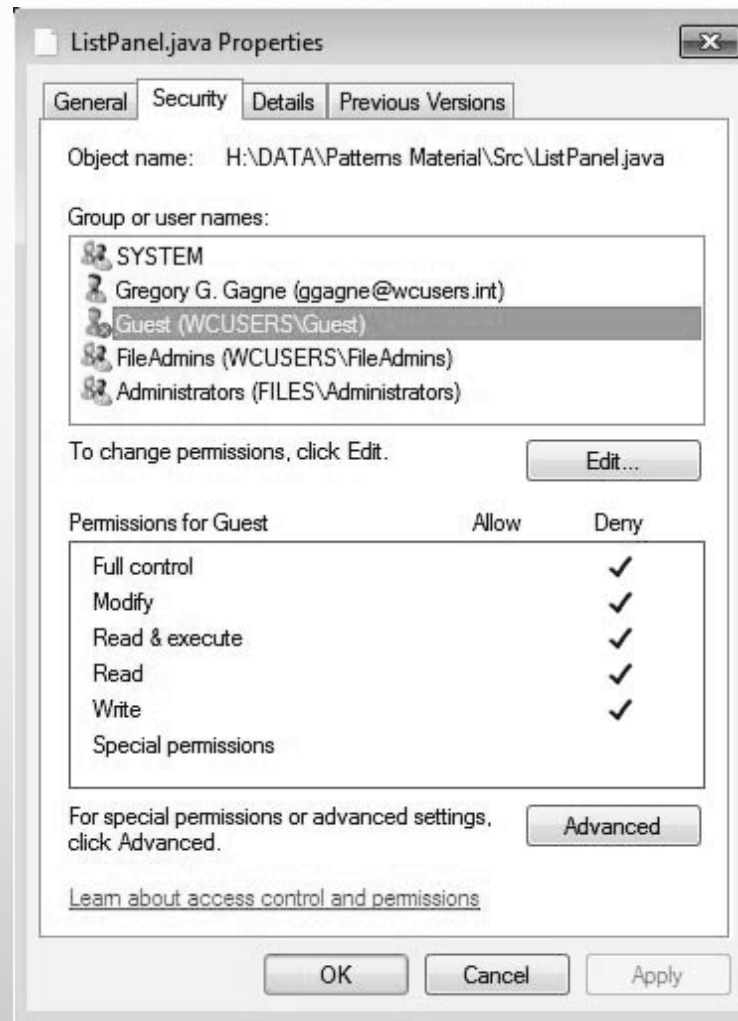 ListPanel.java Properties
General Security Details Previous Versions
Object name: H:\DATA\Patterns Material\Src\ListPanel.java
Group or user names:
SYSTEM
Gregory G. Gagne (ggagne@wcusers.int)
Guest (WCUSERS\Guest)
FileAdmins (WCUSERS\FileAdmins)
Administrators (FILES\Administrators)
To change permissions, click Edit. Edit...
Permissions for Guest Allow Deny
Full control
Modify
Read & execute
Read
Write
Special permissions
For special permissions or advanced settings, Advanced
click Advanced.
Learn about access control and permissions
OK Cancel Apply